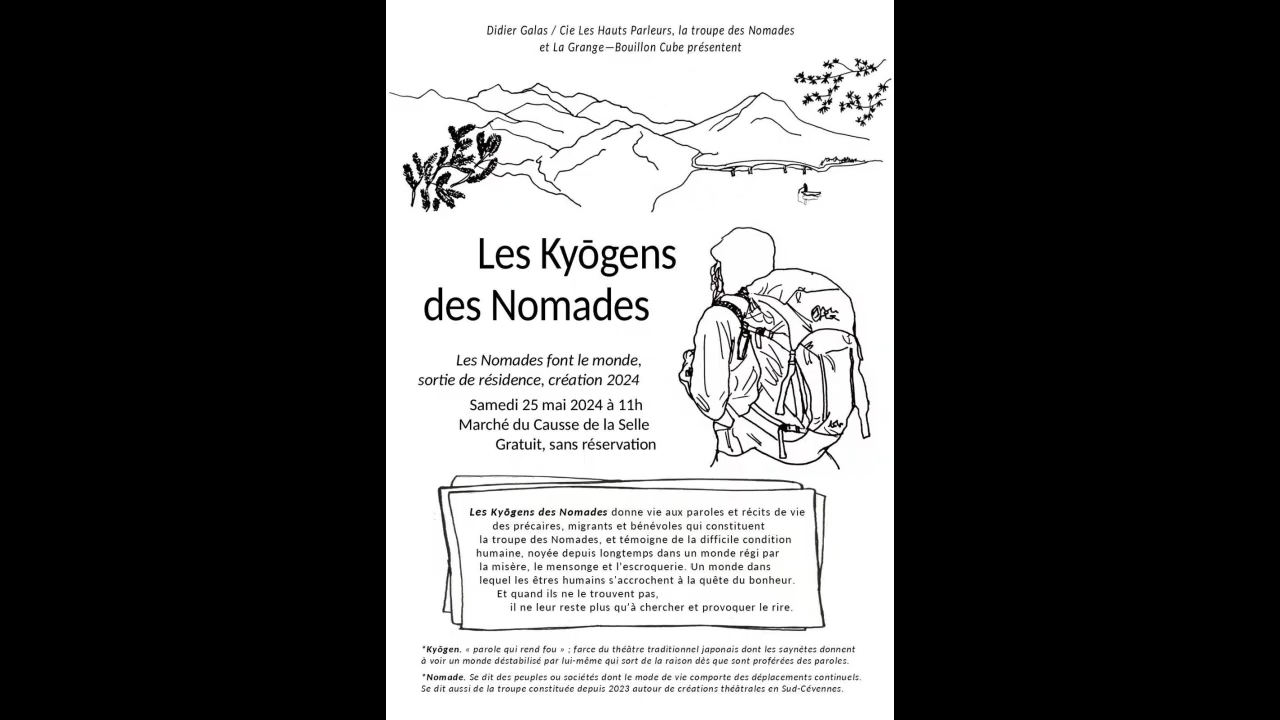 Didier Galas / Cie Les Hauts Parleurs, la troupe des Nomades
et La Grange—Bouillon Cube présentent
Les Kyōgens
des Nomades
Les Nomades font le monde,
sortie de résidence, création 2024
Samedi 25 mai 2024 à 11h
Marché du Causse de la Selle
Gratuit, sans réservation
Les Kyōgens des Nomades donne vie aux paroles et récits de vie
des précaires, migrants et bénévoles qui constituent
la troupe des Nomades, et témoigne de la difficile condition
humaine, noyée depuis longtemps dans un monde régi par
la misère, le mensonge et l'escroquerie. Un monde dans
lequel les êtres humains s'accrochent à la quête du bonheur.
Et quand ils ne le trouvent pas,
il ne leur reste plus qu'à chercher et provoquer le rire.
*Kyōgen. « parole qui rend fou » ; farce du théâtre traditionnel japonais dont les saynètes donnent
à voir un monde déstabilisé par lui-même qui sort de la raison dès que sont proférées des paroles.
*Nomade. Se dit des peuples ou sociétés dont le mode de vie comporte des déplacements continuels.
Se dit aussi de la troupe constituée depuis 2023 autour de créations théâtrales en Sud-Cévennes.